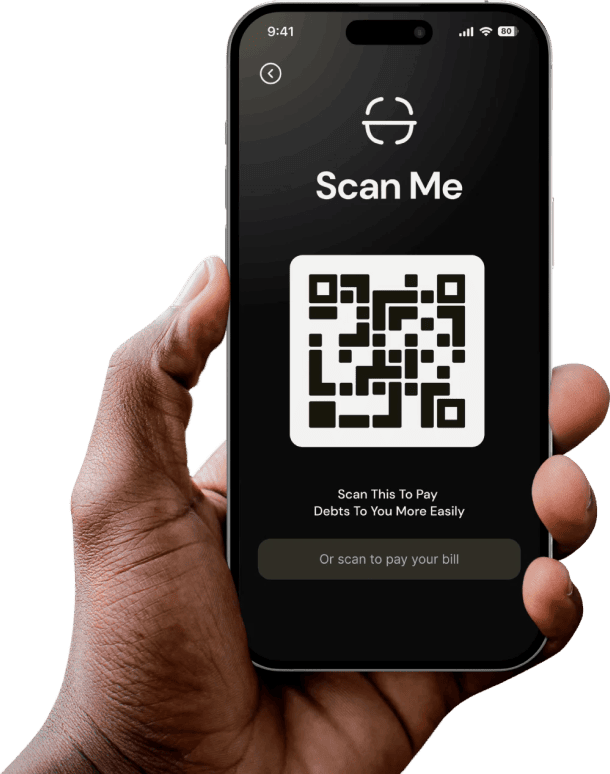 9:41
80
Scan Me
Scan This To Pay
Debts To You More Easily
Or scan to pay your bill